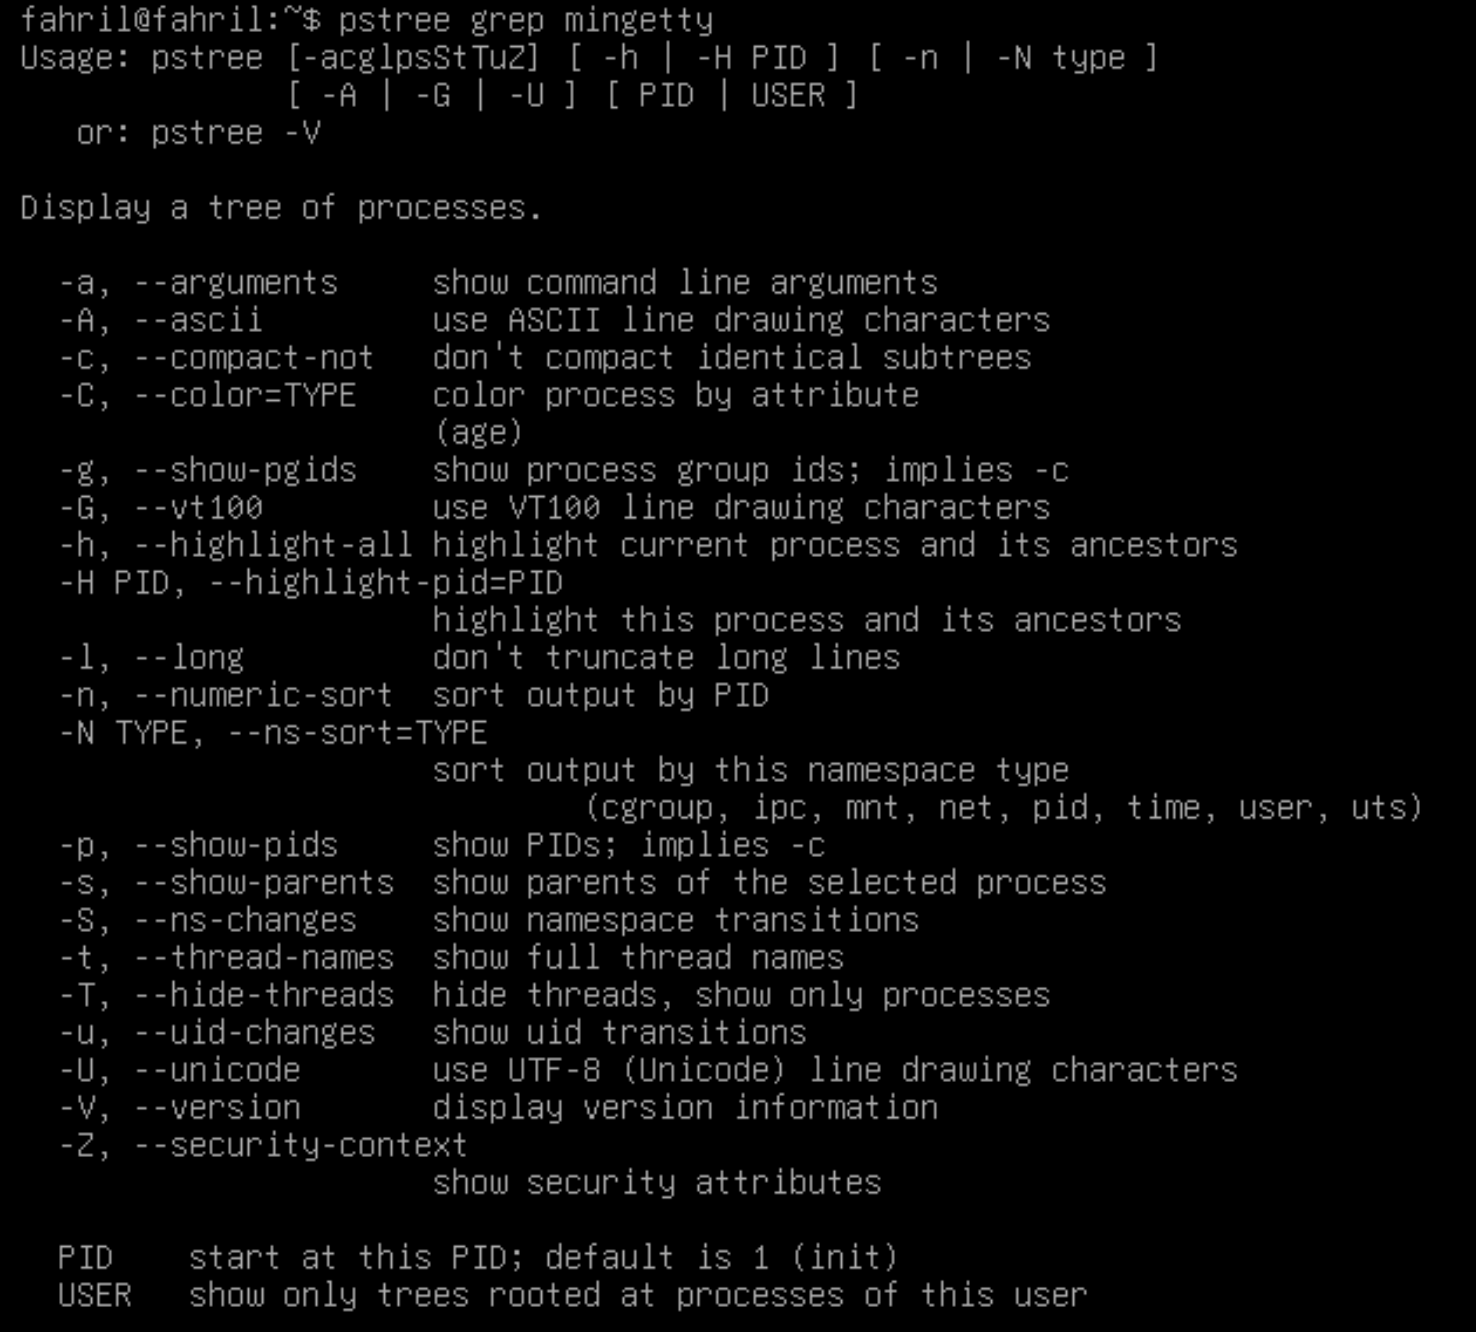 fahril@fahril:~$ pstree grep mingetty
Usage: pstree [-acglpsStTuZ] [ -h | -H PID ] [ -n | -N type ]
              [ -A | -G | -U ] [ PID | USER ]
   or: pstree -V

Display a tree of processes.

  -a, --arguments     show command line arguments
  -A, --ascii         use ASCII line drawing characters
  -c, --compact-not   don't compact identical subtrees
  -C, --color=TYPE    color process by attribute
                      (age)
  -g, --show-pgids    show process group ids; implies -c
  -G, --vt100         use VT100 line drawing characters
  -h, --highlight-all highlight current process and its ancestors
  -H PID, --highlight-pid=PID
                      highlight this process and its ancestors
  -l, --long          don't truncate long lines
  -n, --numeric-sort  sort output by PID
  -N TYPE, --ns-sort=TYPE
                      sort output by this namespace type
                              (cgroup, ipc, mnt, net, pid, time, user, uts)
  -p, --show-pids     show PIDs; implies -c
  -s, --show-parents  show parents of the selected process
  -S, --ns-changes    show namespace transitions
  -t, --thread-names  show full thread names
  -T, --hide-threads  hide threads, show only processes
  -u, --uid-changes   show uid transitions
  -U, --unicode       use UTF-8 (Unicode) line drawing characters
  -V, --version       display version information
  -Z, --security-context
                      show security attributes

  PID    start at this PID; default is 1 (init)
  USER   show only trees rooted at processes of this user